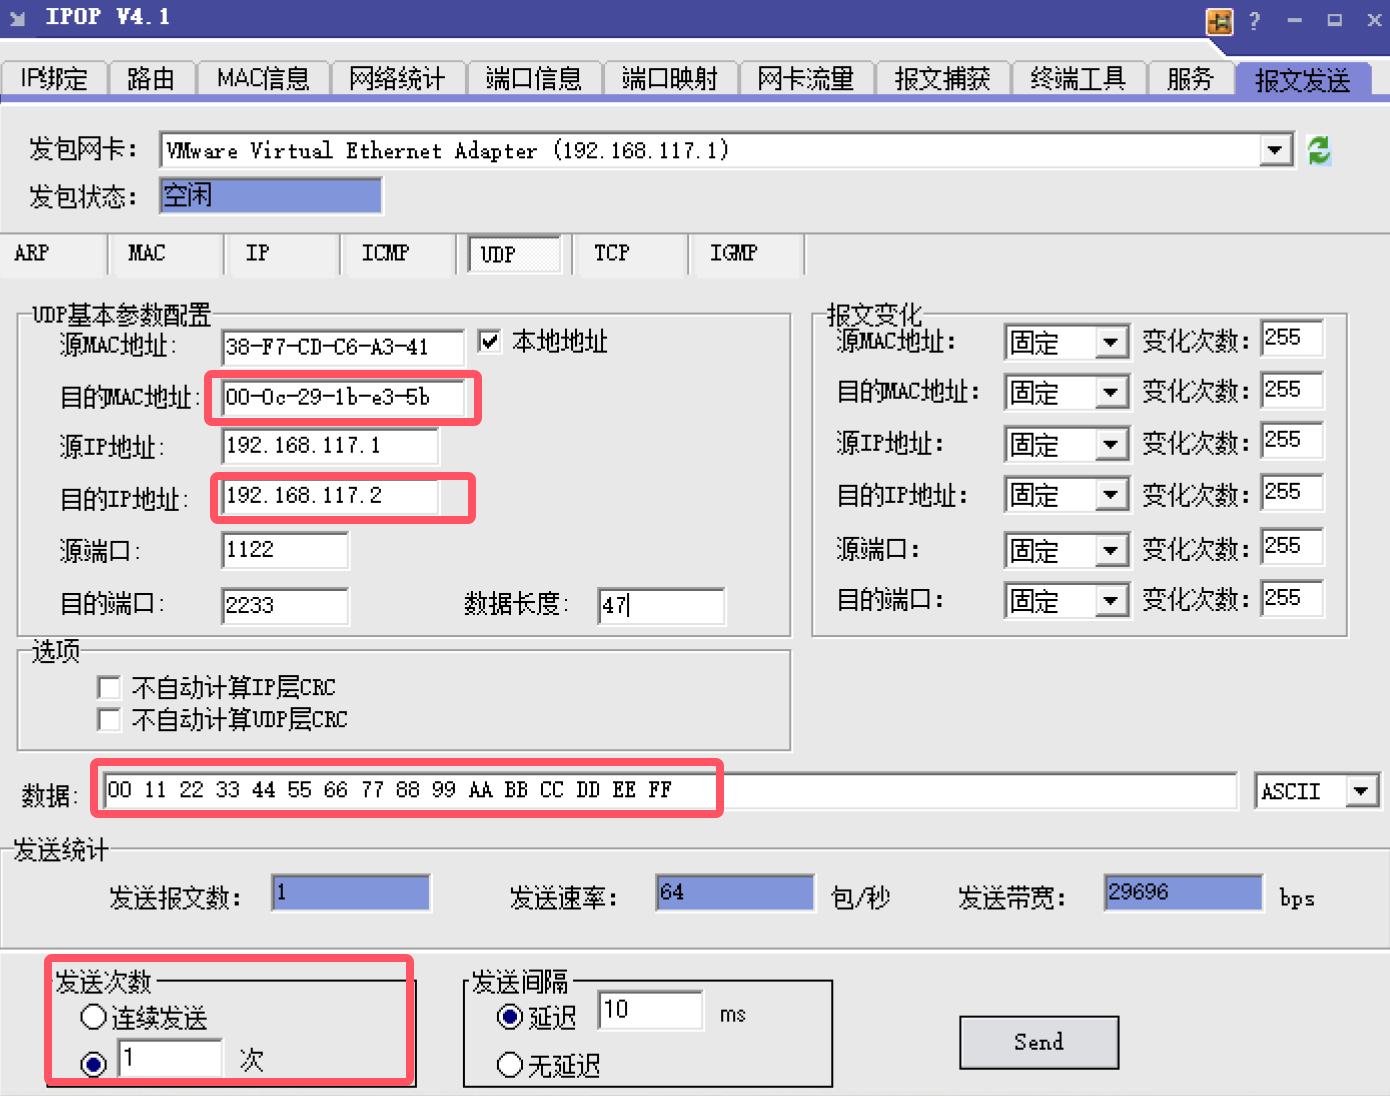 IPOP V4.1
?
IP绑定 路由 MAC信息 网络统计 端口信息 端口映射 网卡流量 报文捕获 终端工具 服务 报文发送
发包网卡: VMware Virtual Ethernet Adapter (192.168.117.1)
发包状态: 空闲
ARP MAC IP ICMP UDP TCP IGMP
UDP基本参数配置
源MAC地址: 38-F7-CD-C6-A3-41 本地地址
目的MAC地址: 00-0c-29-1b-e3-5b
源IP地址: 192.168.117.1
目的IP地址: 192.168.117.2
源端口: 1122
目的端口: 2233 数据长度: 47
报文变化
源MAC地址: 固定 变化次数: 255
目的MAC地址: 固定 变化次数: 255
源IP地址: 固定 变化次数: 255
目的IP地址: 固定 变化次数: 255
源端口: 固定 变化次数: 255
目的端口: 固定 变化次数: 255
选项
不自动计算IP层CRC
不自动计算UDP层CRC
数据: 00 11 22 33 44 55 66 77 88 99 AA BB CC DD EE FF ASCII
发送统计
发送报文数: 1 发送速率: 64 包/秒 发送带宽: 29696 bps
发送次数
连续发送
1 次
发送间隔
延迟 10 ms
无延迟
Send